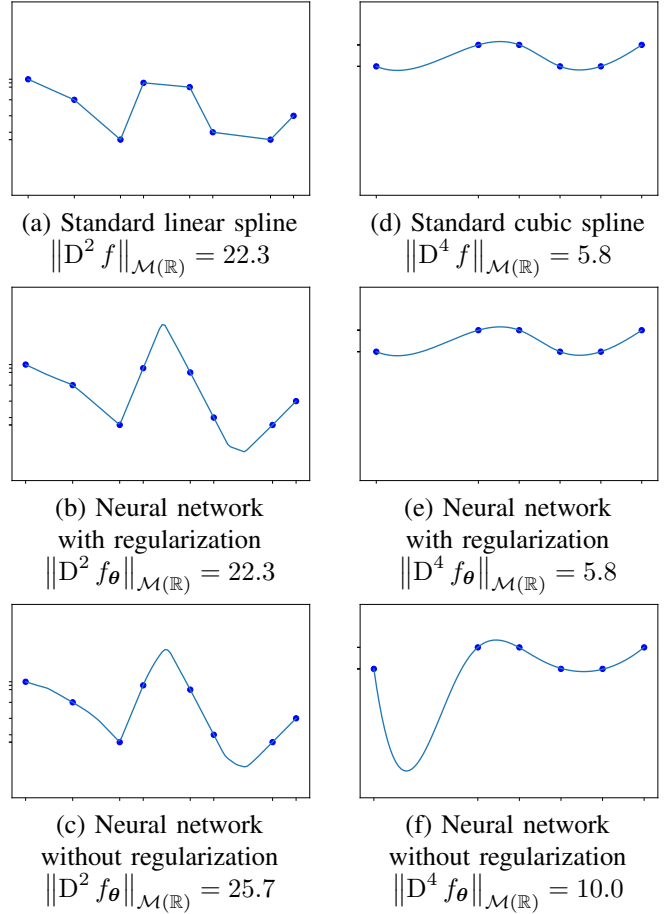 (a) Standard linear spline
‖D² f‖_{ℳ(ℝ)} = 22.3
(d) Standard cubic spline
‖D⁴ f‖_{ℳ(ℝ)} = 5.8
(b) Neural network
with regularization
‖D² f_𝜽‖_{ℳ(ℝ)} = 22.3
(e) Neural network
with regularization
‖D⁴ f_𝜽‖_{ℳ(ℝ)} = 5.8
(c) Neural network
without regularization
‖D² f_𝜽‖_{ℳ(ℝ)} = 25.7
(f) Neural network
without regularization
‖D⁴ f_𝜽‖_{ℳ(ℝ)} = 10.0